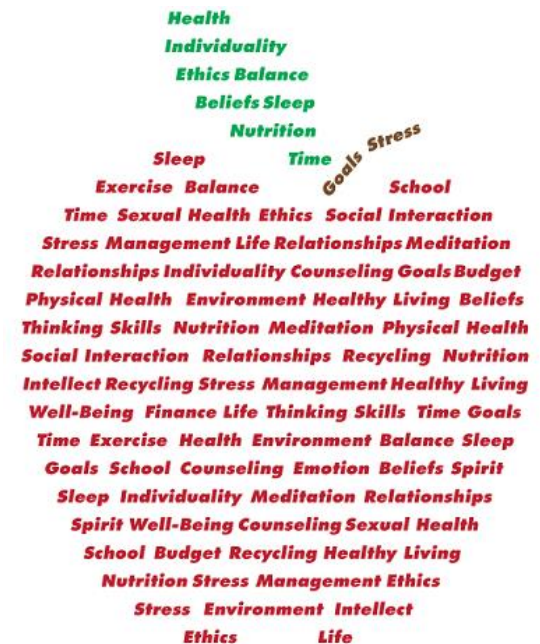 Health
Individuality
Ethics Balance
Beliefs Sleep
Nutrition
Sleep Time Goals Stress
Exercise Balance School
Time Sexual Health Ethics Social Interaction
Stress Management Life Relationships Meditation
Relationships Individuality Counseling Goals Budget
Physical Health Environment Healthy Living Beliefs
Thinking Skills Nutrition Meditation Physical Health
Social Interaction Relationships Recycling Nutrition
Intellect Recycling Stress Management Healthy Living
Well-Being Finance Life Thinking Skills Time Goals
Time Exercise Health Environment Balance Sleep
Goals School Counseling Emotion Beliefs Spirit
Sleep Individuality Meditation Relationships
Spirit Well-Being Counseling Sexual Health
School Budget Recycling Healthy Living
Nutrition Stress Management Ethics
Stress Environment Intellect
Ethics Life